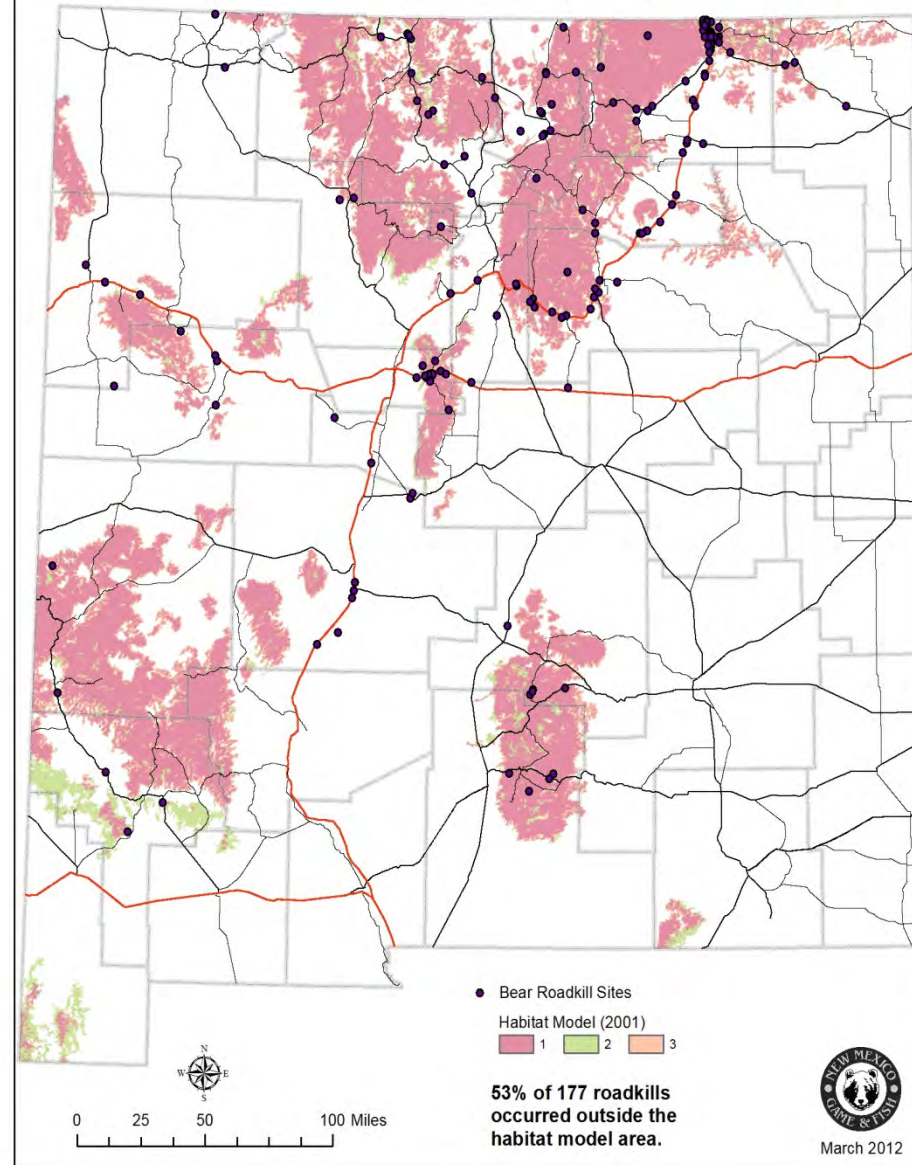 Bear Roadkill Sites
Habitat Model (2001)
1 2 3
N
W E
S
53% of 177 roadkills
occurred outside the
habitat model area.
0 25 50 100 Miles
NEW MEXICO
GAME & FISH
March 2012